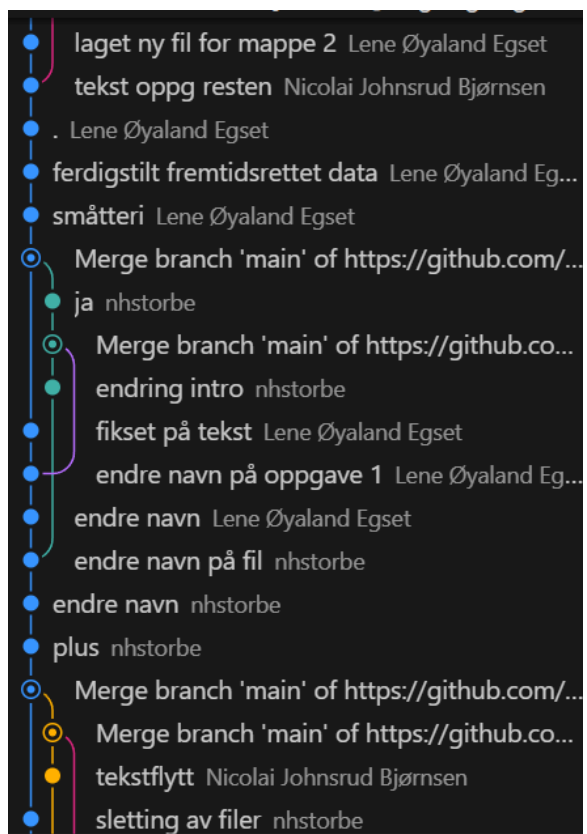 laget ny fil for mappe 2 Lene Øyaland Egset
tekst oppg resten Nicolai Johnsrud Bjørnsen
. Lene Øyaland Egset
ferdigstilt fremtidsrettet data Lene Øyaland Eg...
småtteri Lene Øyaland Egset
Merge branch 'main' of https://github.com/...
ja nhstorbe
Merge branch 'main' of https://github.co...
endring intro nhstorbe
fikset på tekst Lene Øyaland Egset
endre navn på oppgave 1 Lene Øyaland Eg...
endre navn Lene Øyaland Egset
endre navn på fil nhstorbe
endre navn nhstorbe
plus nhstorbe
Merge branch 'main' of https://github.com/...
Merge branch 'main' of https://github.co...
tekstflytt Nicolai Johnsrud Bjørnsen
sletting av filer nhstorbe